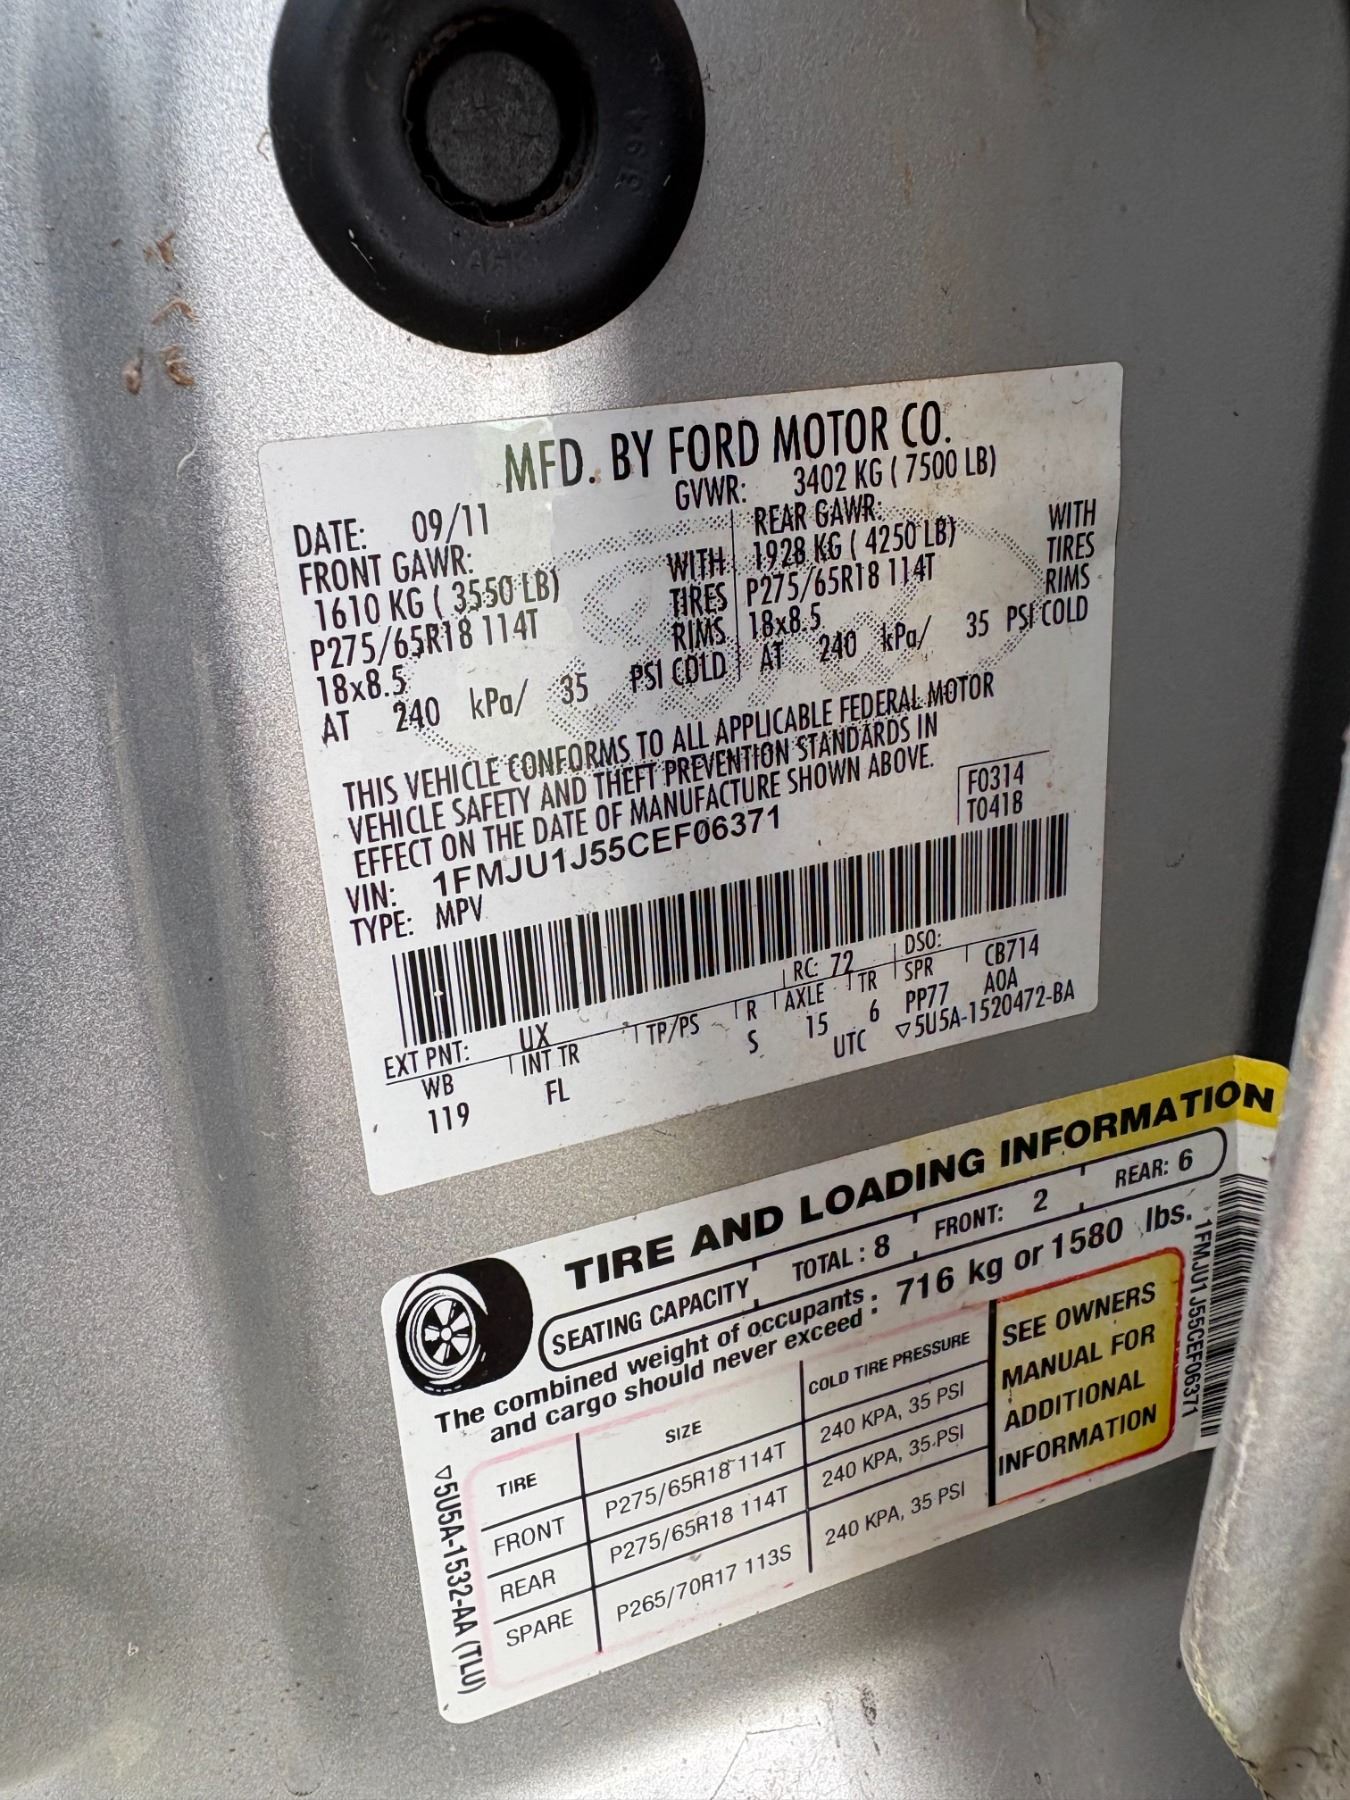 MFD. BY FORD MOTOR CO.
DATE: 09/11 GVWR: 3402 KG ( 7500 LB)
FRONT GAWR:
1610 KG ( 3550 LB) WITH
P275/65R18 114T TIRES
18x8.5 RIMS
AT 240 kPa/ 35 PSI COLD
REAR GAWR:
1928 KG ( 4250 LB) WITH
P275/65R18 114T TIRES
18x8.5 RIMS
AT 240 kPa/ 35 PSI COLD
THIS VEHICLE CONFORMS TO ALL APPLICABLE FEDERAL MOTOR
VEHICLE SAFETY AND THEFT PREVENTION STANDARDS IN
EFFECT ON THE DATE OF MANUFACTURE SHOWN ABOVE.
VIN: 1FMJU1J55CEF06371
TYPE: MPV
F0314
T0418
EXT PNT: UX RC: 72 DSO: CB714
WB INT TR TP/PS R AXLE TR SPR
119 FL S 15 6 PP77 A0A
UTC ▽5U5A-1520472-BA
TIRE AND LOADING INFORMATION
SEATING CAPACITY TOTAL : 8 FRONT: 2 REAR: 6
The combined weight of occupants
and cargo should never exceed : 716 kg or 1580 lbs.
TIRE SIZE COLD TIRE PRESSURE
FRONT P275/65R18 114T 240 KPA, 35 PSI
REAR P275/65R18 114T 240 KPA, 35 PSI
SPARE P265/70R17 113S 240 KPA, 35 PSI
SEE OWNERS
MANUAL FOR
ADDITIONAL
INFORMATION
1FMJU1J55CEF06371
▽5U5A-1532-AA (TLU)